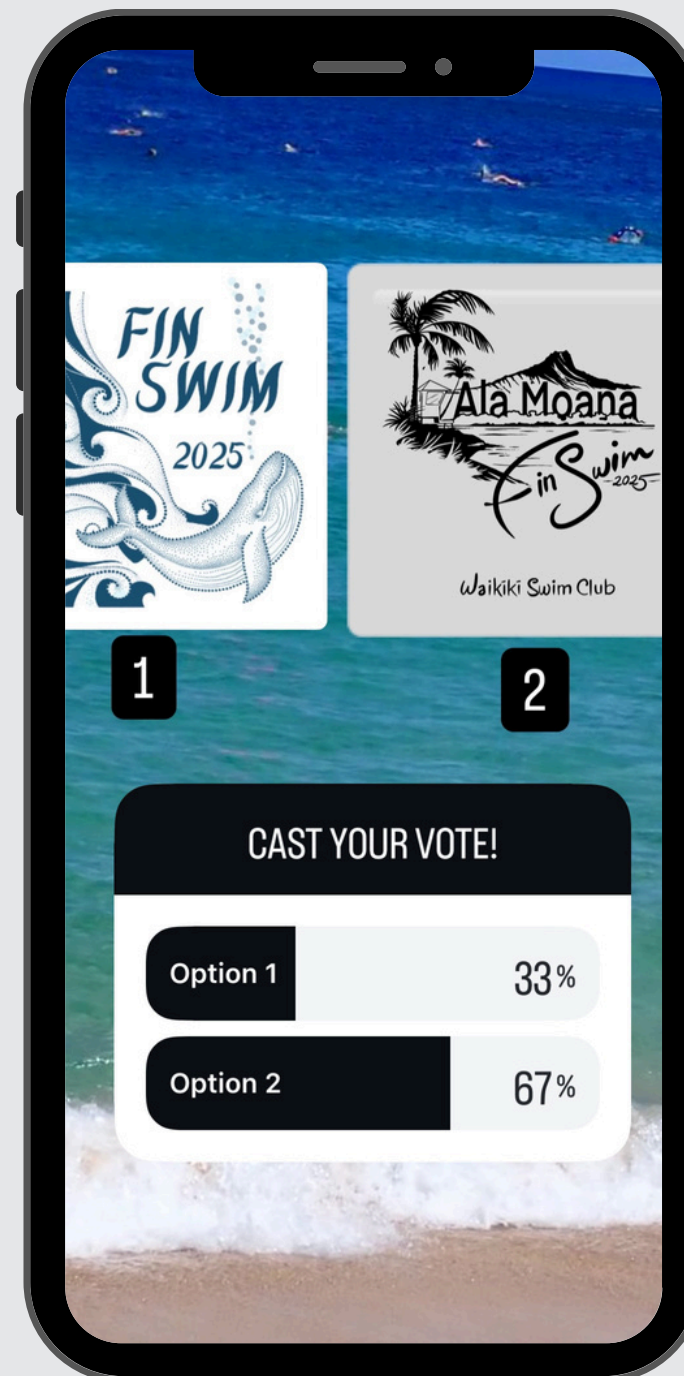 FIN
SWIM
2025
Ala Moana
Fin Swim
2025
Waikiki Swim Club
1
2
CAST YOUR VOTE!
Option 1
33%
Option 2
67%